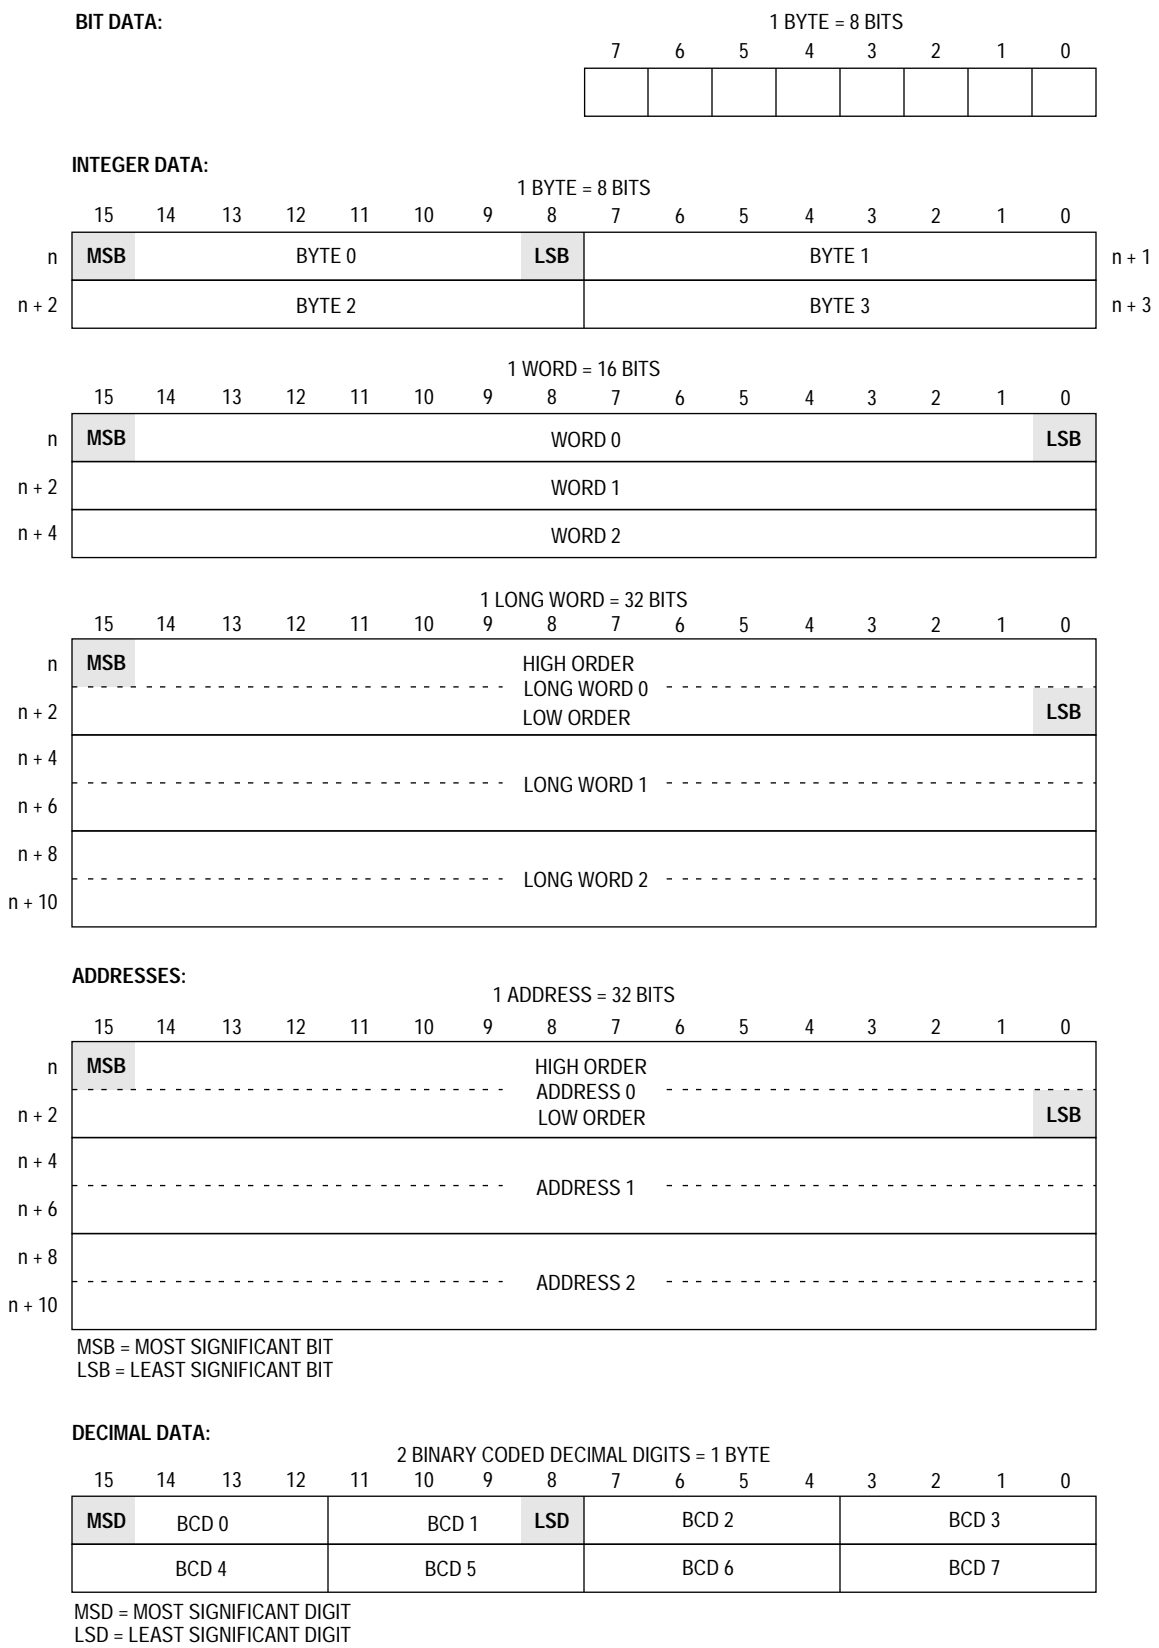 BIT DATA:
1 BYTE = 8 BITS
7 6 5 4 3 2 1 0
INTEGER DATA:
1 BYTE = 8 BITS
15 14 13 12 11 10 9 8 7 6 5 4 3 2 1 0
n MSB BYTE 0 LSB BYTE 1 n + 1
n + 2 BYTE 2 BYTE 3 n + 3
1 WORD = 16 BITS
15 14 13 12 11 10 9 8 7 6 5 4 3 2 1 0
n MSB WORD 0 LSB
n + 2 WORD 1
n + 4 WORD 2
1 LONG WORD = 32 BITS
15 14 13 12 11 10 9 8 7 6 5 4 3 2 1 0
n MSB HIGH ORDER
LONG WORD 0
n + 2 LOW ORDER LSB
n + 4
LONG WORD 1
n + 6
n + 8
LONG WORD 2
n + 10
ADDRESSES:
1 ADDRESS = 32 BITS
15 14 13 12 11 10 9 8 7 6 5 4 3 2 1 0
n MSB HIGH ORDER
ADDRESS 0
n + 2 LOW ORDER LSB
n + 4
ADDRESS 1
n + 6
n + 8
ADDRESS 2
n + 10
MSB = MOST SIGNIFICANT BIT
LSB = LEAST SIGNIFICANT BIT
DECIMAL DATA:
2 BINARY CODED DECIMAL DIGITS = 1 BYTE
15 14 13 12 11 10 9 8 7 6 5 4 3 2 1 0
MSD BCD 0 BCD 1 LSD BCD 2 BCD 3
BCD 4 BCD 5 BCD 6 BCD 7
MSD = MOST SIGNIFICANT DIGIT
LSD = LEAST SIGNIFICANT DIGIT